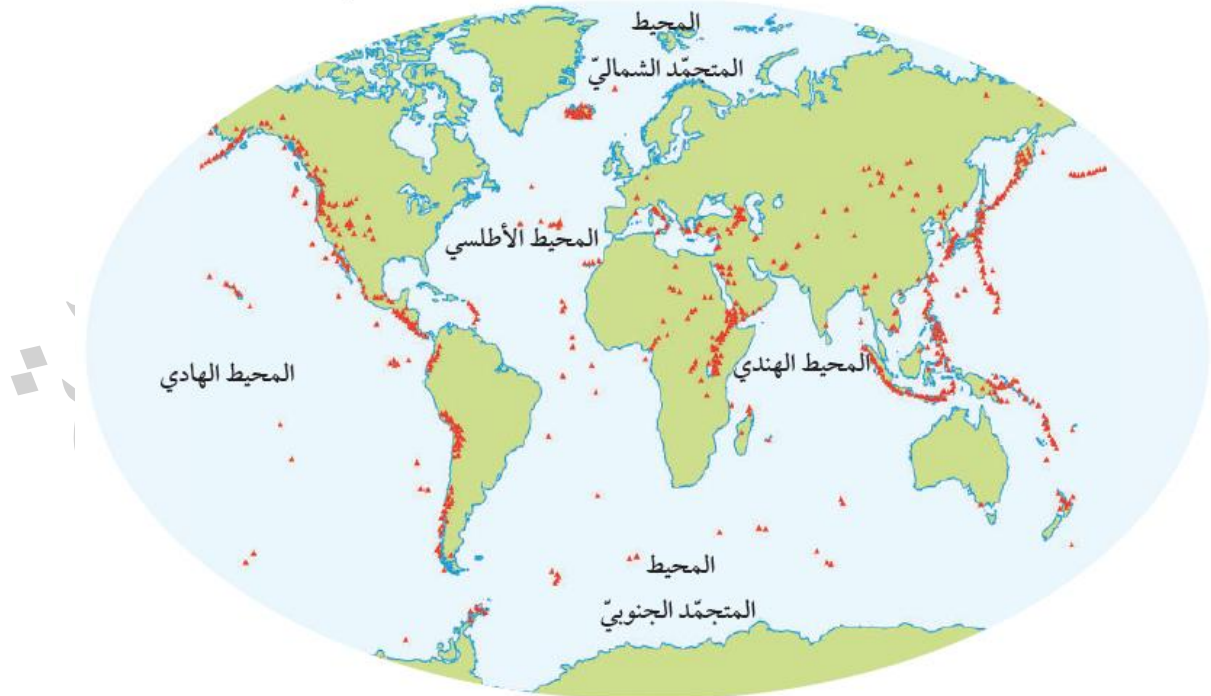 المحيط
المتجمّد الشماليّ
المحيط الأطلسي
المحيط الهندي
المحيط الهادي
المحيط
المتجمّد الجنوبيّ